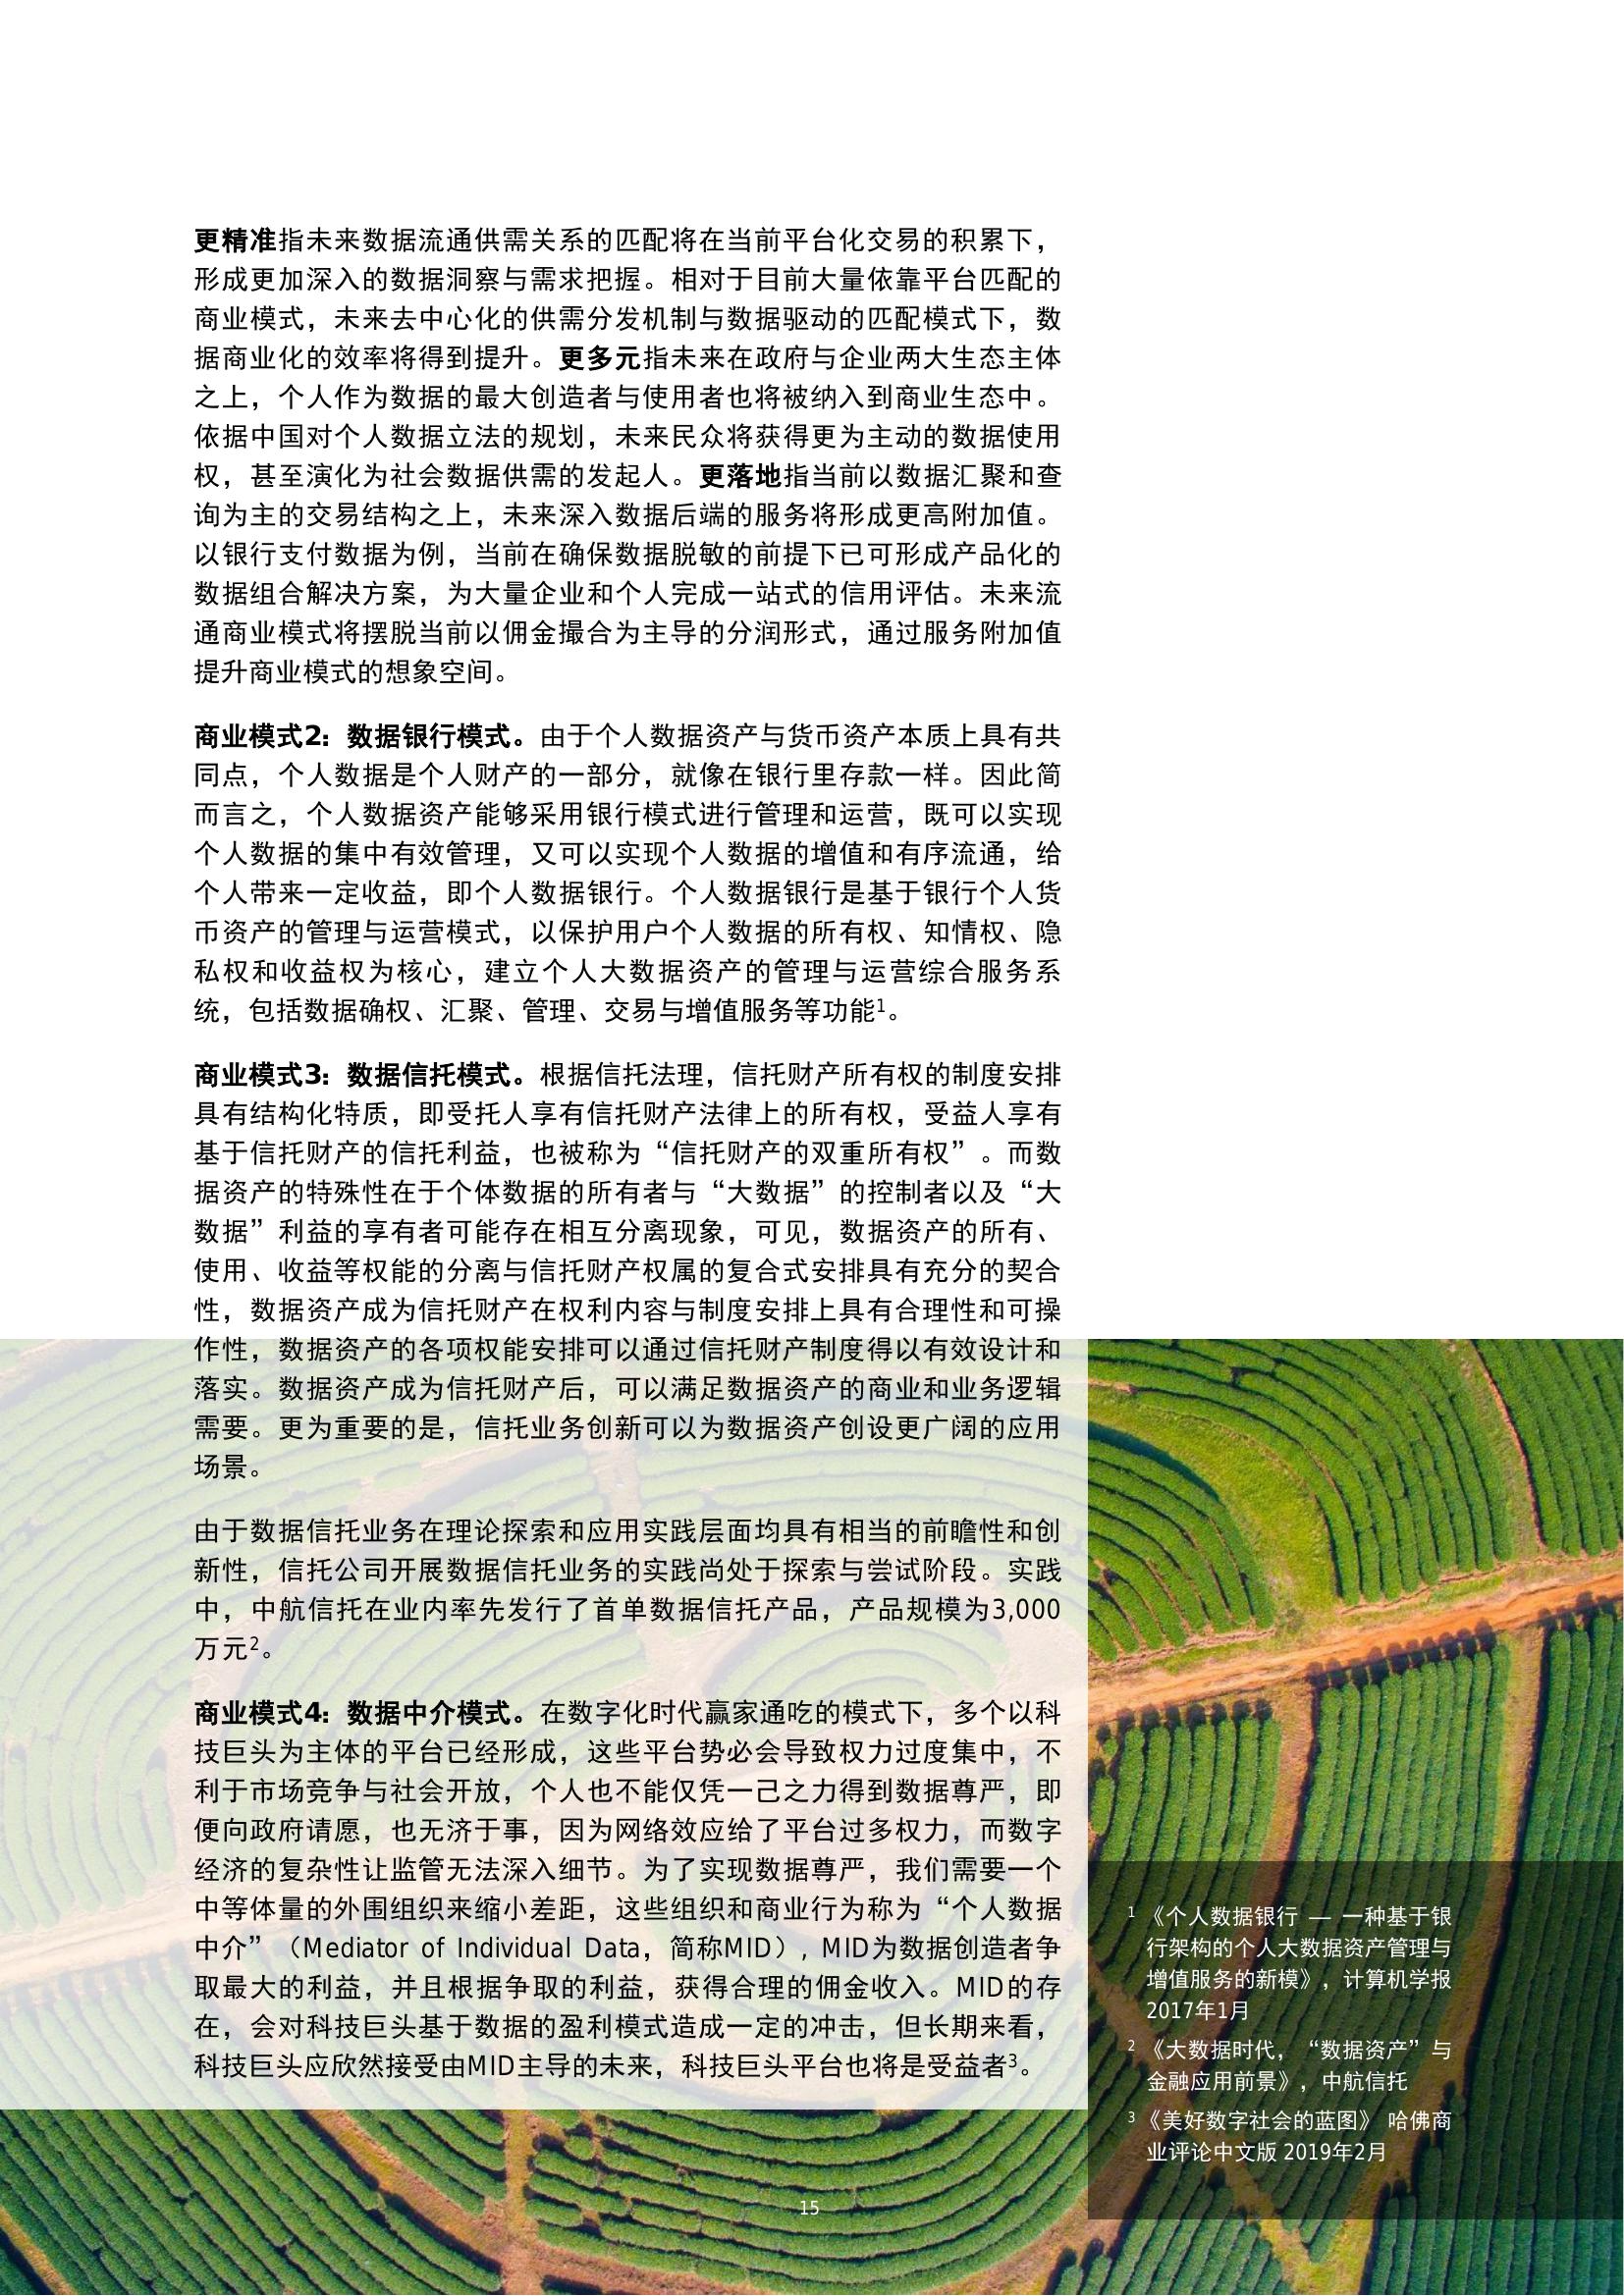 更精准指未来数据流通供需关系的匹配将在当前平台化交易的积累下，
形成更加深入的数据洞察与需求把握。相对于目前大量依靠平台匹配的
商业模式，未来去中心化的供需分发机制与数据驱动的匹配模式下，数
据商业化的效率将得到提升。更多元指未来在政府与企业两大生态主体
之上，个人作为数据的最大创造者与使用者也将被纳入到商业生态中。
依据中国对个人数据立法的规划，未来民众将获得更为主动的数据使用
权，甚至演化为社会数据供需的发起人。更落地指当前以数据汇聚和查
询为主的交易结构之上，未来深入数据后端的服务将形成更高附加值。
以银行支付数据为例，当前在确保数据脱敏的前提下已可形成产品化的
数据组合解决方案，为大量企业和个人完成一站式的信用评估。未来流
通商业模式将摆脱当前以佣金撮合为主导的分润形式，通过服务附加值
提升商业模式的想象空间。
商业模式2：数据银行模式。由于个人数据资产与货币资产本质上具有共
同点，个人数据是个人财产的一部分，就像在银行里存款一样。因此简
而言之，个人数据资产能够采用银行模式进行管理和运营，既可以实现
个人数据的集中有效管理，又可以实现个人数据的增值和有序流通，给
个人带来一定收益，即个人数据银行。个人数据银行是基于银行个人货
币资产的管理与运营模式，以保护用户个人数据的所有权、知情权、隐
私权和收益权为核心，建立个人大数据资产的管理与运营综合服务系
统，包括数据确权、汇聚、管理、交易与增值服务等功能1。
商业模式3：数据信托模式。根据信托法理，信托财产所有权的制度安排
具有结构化特质，即受托人享有信托财产法律上的所有权，受益人享有
基于信托财产的信托利益，也被称为“信托财产的双重所有权”。而数
据资产的特殊性在于个体数据的所有者与“大数据”的控制者以及“大
数据”利益的享有者可能存在相互分离现象，可见，数据资产的所有、
使用、收益等权能的分离与信托财产权属的复合式安排具有充分的契合
性，数据资产成为信托财产在权利内容与制度安排上具有合理性和可操
作性，数据资产的各项权能安排可以通过信托财产制度得以有效设计和
落实。数据资产成为信托财产后，可以满足数据资产的商业和业务逻辑
需要。更为重要的是，信托业务创新可以为数据资产创设更广阔的应用
场景。
由于数据信托业务在理论探索和应用实践层面均具有相当的前瞻性和创
新性，信托公司开展数据信托业务的实践尚处于探索与尝试阶段。实践
中，中航信托在业内率先发行了首单数据信托产品，产品规模为3,000
万元2。
商业模式4：数据中介模式。在数字化时代赢家通吃的模式下，多个以科
技巨头为主体的平台已经形成，这些平台势必会导致权力过度集中，不
利于市场竞争与社会开放，个人也不能仅凭一己之力得到数据尊严，即
便向政府请愿，也无济于事，因为网络效应给了平台过多权力，而数字
经济的复杂性让监管无法深入细节。为了实现数据尊严，我们需要一个
中等体量的外围组织来缩小差距，这些组织和商业行为称为“个人数据
中介”（Mediator of Individual Data，简称MID），MID为数据创造者争
取最大的利益，并且根据争取的利益，获得合理的佣金收入。MID的存
在，会对科技巨头基于数据的盈利模式造成一定的冲击，但长期来看，
科技巨头应欣然接受由MID主导的未来，科技巨头平台也将是受益者3。
1 《个人数据银行 — 一种基于银
行架构的个人大数据资产管理与
增值服务的新模》，计算机学报
2017年1月
2 《大数据时代，“数据资产”与
金融应用前景》，中航信托
3 《美好数字社会的蓝图》 哈佛商
业评论中文版 2019年2月
15